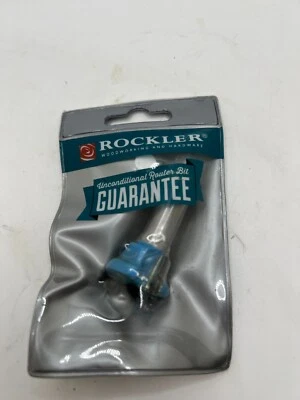 ROCKLER®
WOODWORKING AND HARDWARE
Unconditional Router Bit
GUARANTEE